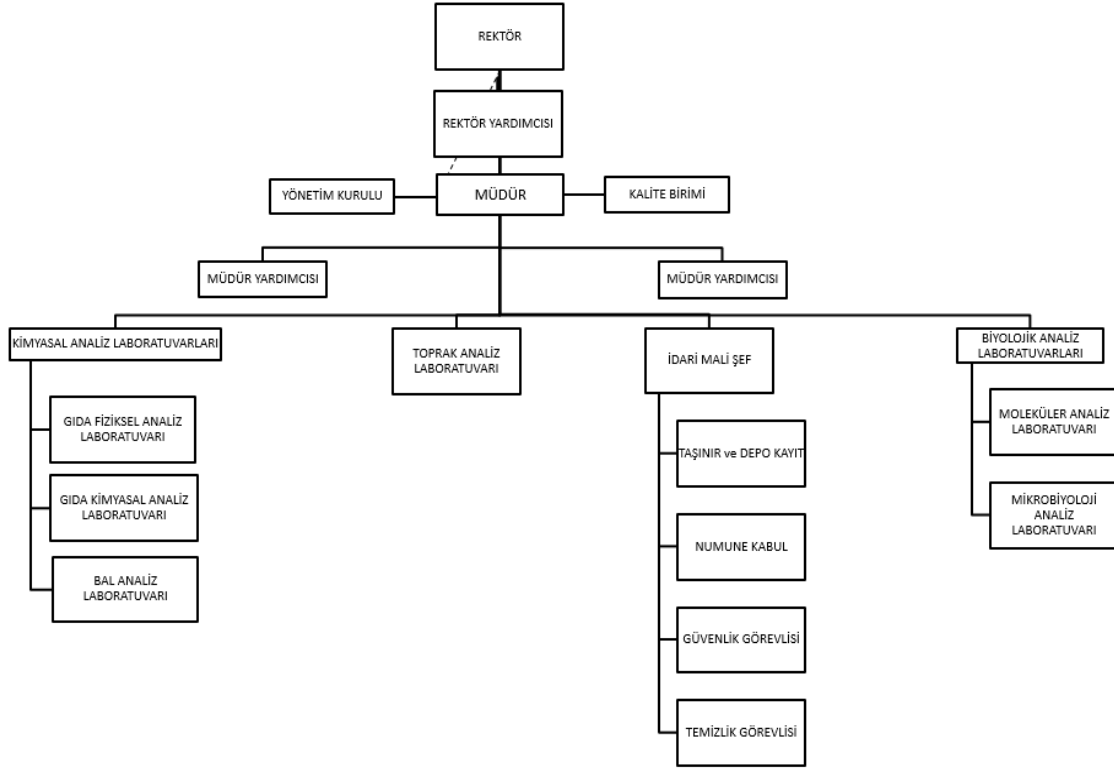 REKTÖR
REKTÖR YARDIMCISI
YÖNETİM KURULU
MÜDÜR
KALİTE BİRİMİ
MÜDÜR YARDIMCISI
MÜDÜR YARDIMCISI
KİMYASAL ANALİZ LABORATUVARLARI
GIDA FİZİKSEL ANALİZ
LABORATUVARI
GIDA KİMYASAL ANALİZ
LABORATUVARI
BAL ANALİZ
LABORATUVARI
TOPRAK ANALİZ
LABORATUVARI
İDARİ MALİ ŞEF
TAŞINIR ve DEPO KAYIT
NUMUNE KABUL
GÜVENLİK GÖREVLİSİ
TEMİZLİK GÖREVLİSİ
BİYOLOJİK ANALİZ
LABORATUVARLARI
MOLEKÜLER ANALİZ
LABORATUVARI
MİKROBİYOLOJİ
ANALİZ
LABORATUVARI